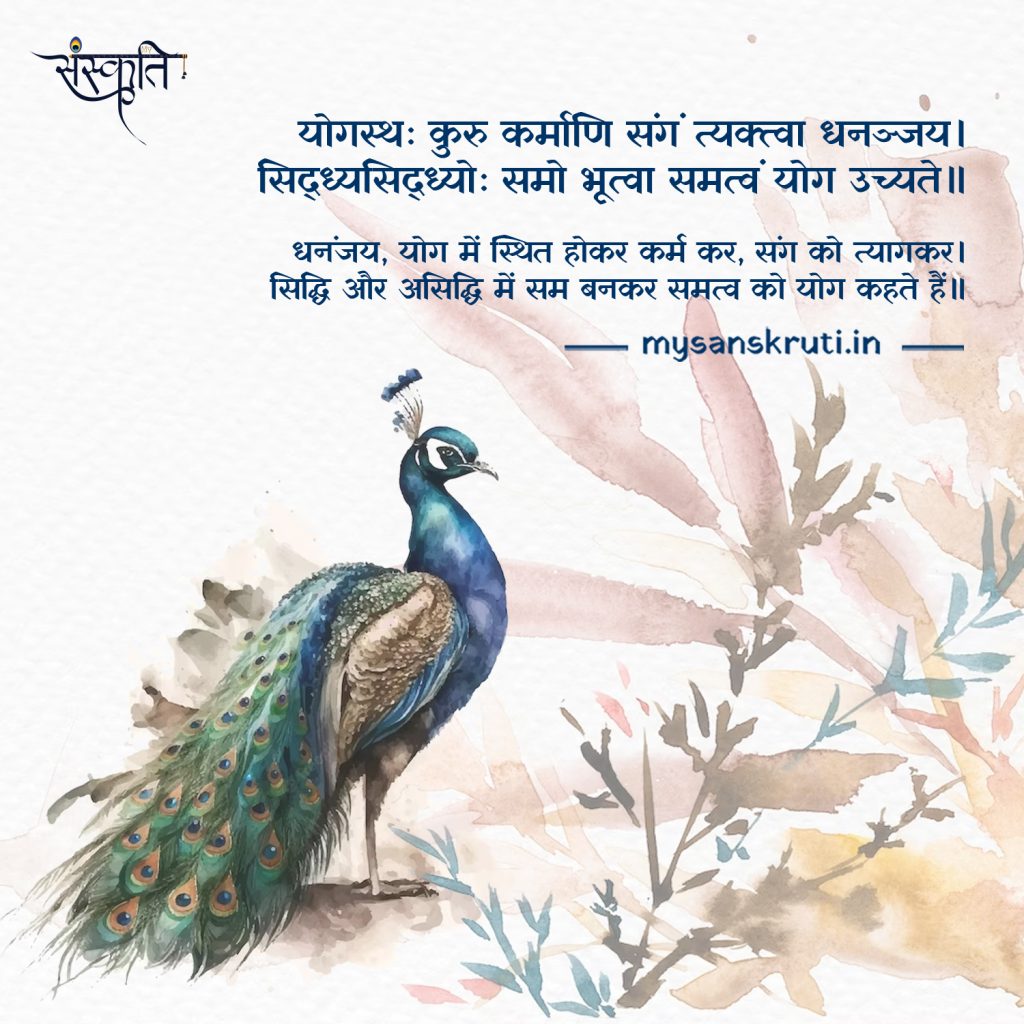 संस्कृति
योगस्थः कुरु कर्माणि संगं त्यक्त्वा धनञ्जय।
सिद्ध्यसिद्ध्योः समो भूत्वा समत्वं योग उच्यते॥
धनंजय, योग में स्थित होकर कर्म कर, संग को त्यागकर।
सिद्धि और असिद्धि में सम बनकर समत्व को योग कहते हैं॥
mysanskruti.in